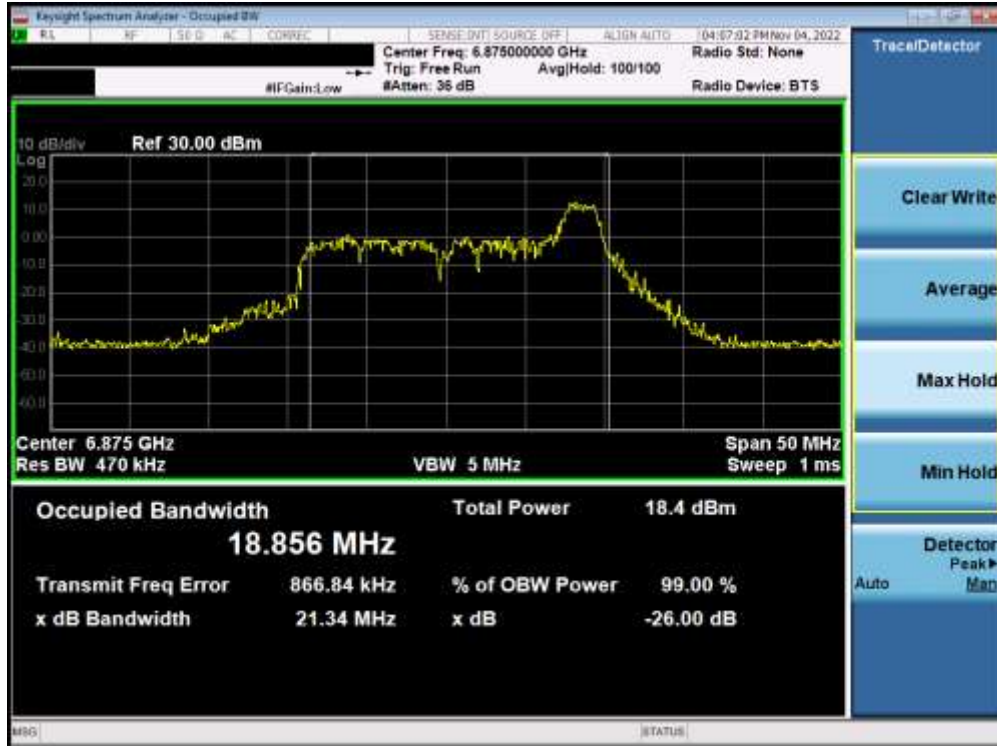 Keysight Spectrum Analyzer - Occupied BW
RL RF 50 Ω AC CORREC SENSE:INT SOURCE OFF ALIGN AUTO 04:07:02 PM Nov 04, 2022
Center Freq: 6.875000000 GHz Radio Std: None
Trig: Free Run Avg|Hold: 100/100
#IFGain:Low #Atten: 36 dB Radio Device: BTS
Trace/Detector
10 dB/div Ref 30.00 dBm
Log
20.0
10.0
0.00
-10.0
-20.0
-30.0
-40.0
-50.0
-60.0
Center 6.875 GHz Span 50 MHz
Res BW 470 kHz VBW 5 MHz Sweep 1 ms
Occupied Bandwidth Total Power 18.4 dBm
18.856 MHz
Transmit Freq Error 866.84 kHz % of OBW Power 99.00 %
x dB Bandwidth 21.34 MHz x dB -26.00 dB
Clear Write
Average
Max Hold
Min Hold
Detector
Peak▶
Auto Man
MSG STATUS